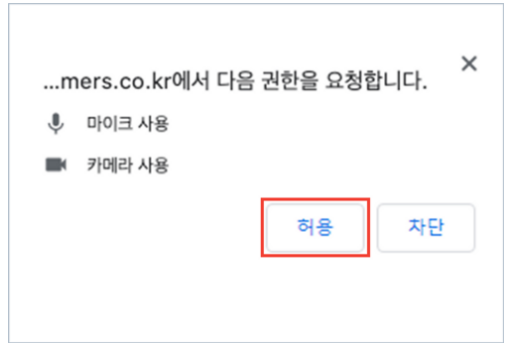 ...mers.co.kr에서 다음 권한을 요청합니다.
마이크 사용
카메라 사용
허용
차단